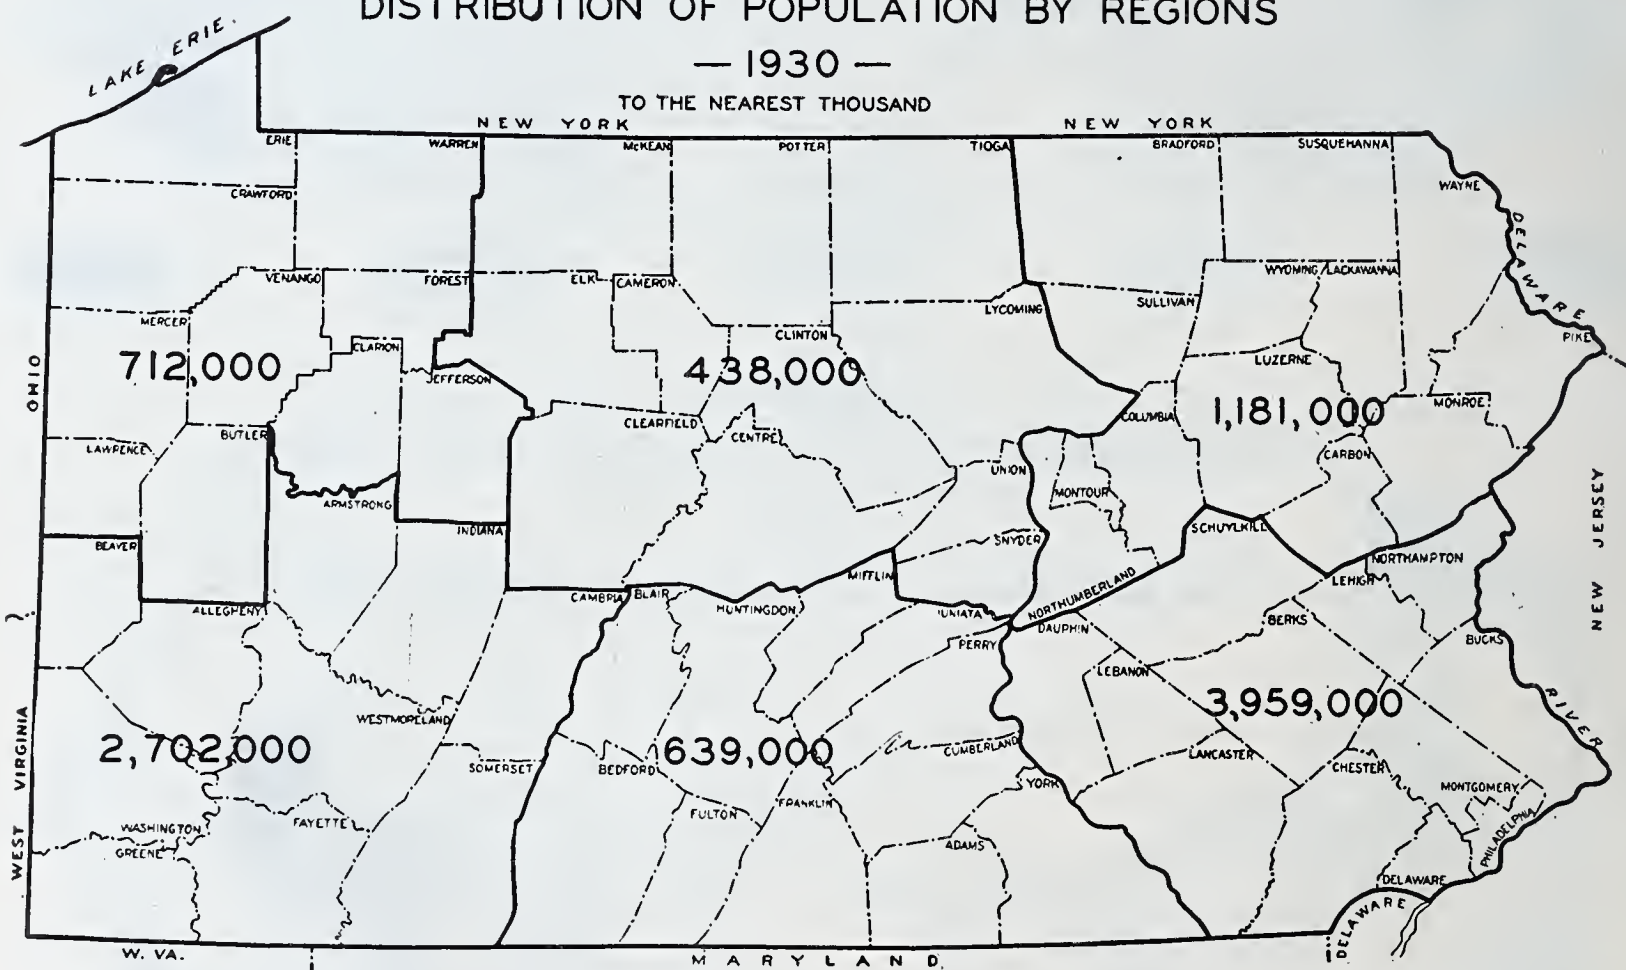 DISTRIBUTION OF POPULATION BY REGIONS
— 1930 —
TO THE NEAREST THOUSAND
LAKE ERIE.
NEW YORK
NEW YORK
ERIE
WARREN
McKEAN
POTTER
TIOGA
BRADFORD
SUSQUEHANNA
CRAWFORD
WAYNE
DELAWARE
VENANGO
FOREST
ELK
CAMERON
WYOMING
LACKAWANNA
MERCER
LYCOMING
SULLIVAN
CLINTON
PIKE
CLARION
712,000
438,000
JEFFERSON
LUZERNE
OHIO
1,181,000
MONROE
COLUMBIA
CLEARFIELD
CENTRE
BUTLER
LAWRENCE
UNION
CARBON
MONTOUR
ARMSTRONG
INDIANA
SCHUYLKILL
NEW JERSEY
BEAVER
SNYDER
NORTHAMPTON
MIFFLIN
LEHIGH
NORTHUMBERLAND
CAMBRIA
BLAIR
HUNTINGDON
ALLEGHENY
JUNIATA
DAUPHIN
BERKS
PERRY
BUCKS
LEBANON
3,959,000
RIVER
WESTMORELAND
2,702,000
639,000
CUMBERLAND
SOMERSET
BEDFORD
LANCASTER
CHESTER
YORK
MONTGOMERY
WEST VIRGINIA
FRANKLIN
FULTON
WASHINGTON
FAYETTE
PHILADELPHIA
GREENE
ADAMS
DELAWARE
DELAWARE
W. VA.
MARYLAND